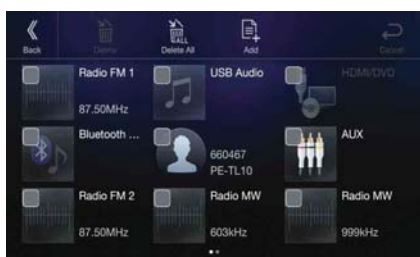 Back
Delete
ALL
Delete All
Add
Cancel
Radio FM 1
87.50MHz
USB Audio
HDMI/DVD
Bluetooth ...
660467
PE-TL10
AUX
Radio FM 2
87.50MHz
Radio MW
603kHz
Radio MW
999kHz